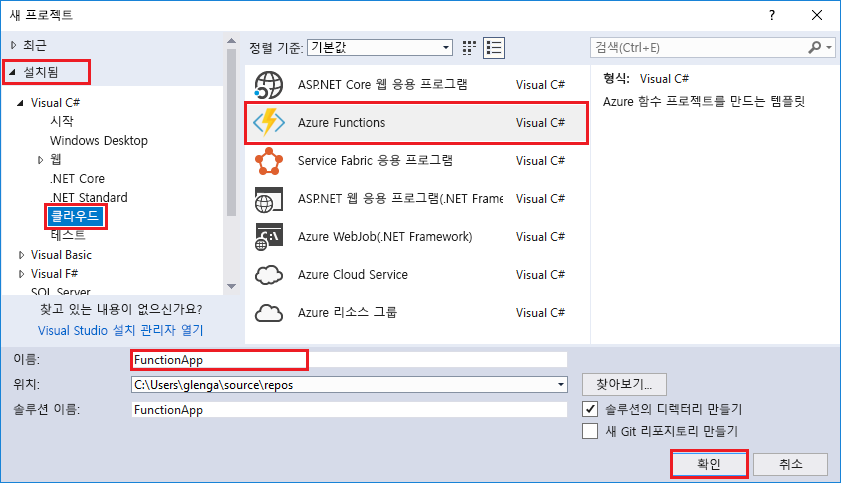 새 프로젝트
최근
설치됨
Visual C#
시작
Windows Desktop
웹
.NET Core
.NET Standard
클라우드
테스트
Visual Basic
Visual F#
SQL Server
찾고 있는 내용이 없으신가요?
Visual Studio 설치 관리자 열기
정렬 기준: 기본값
ASP.NET Core 웹 응용 프로그램 Visual C#
Azure Functions Visual C#
Service Fabric 응용 프로그램 Visual C#
ASP.NET 웹 응용 프로그램(.NET Frame Visual C#
Azure WebJob(.NET Framework) Visual C#
Azure Cloud Service Visual C#
Azure 리소스 그룹 Visual C#
검색(Ctrl+E)
형식: Visual C#
Azure 함수 프로젝트를 만드는 템플릿
이름: FunctionApp
위치: C:\Users\glenga\source\repos 찾아보기...
솔루션 이름: FunctionApp 솔루션의 디렉터리 만들기
새 Git 리포지토리 만들기
확인 취소